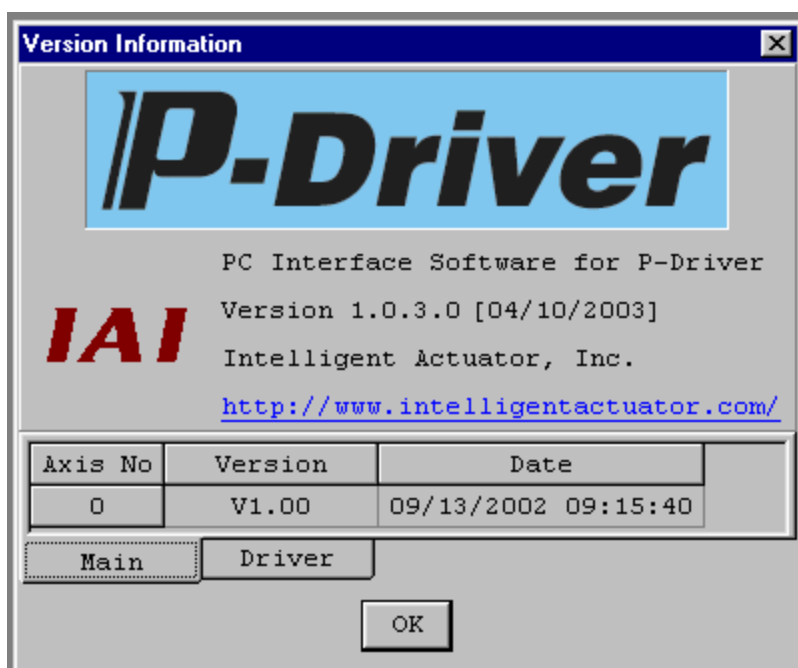 Version Information
P-Driver
PC Interface Software for P-Driver
IAI
Version 1.0.3.0 [04/10/2003]
Intelligent Actuator, Inc.
http://www.intelligentactuator.com/
Axis No Version Date
0 V1.00 09/13/2002 09:15:40
Main Driver
OK